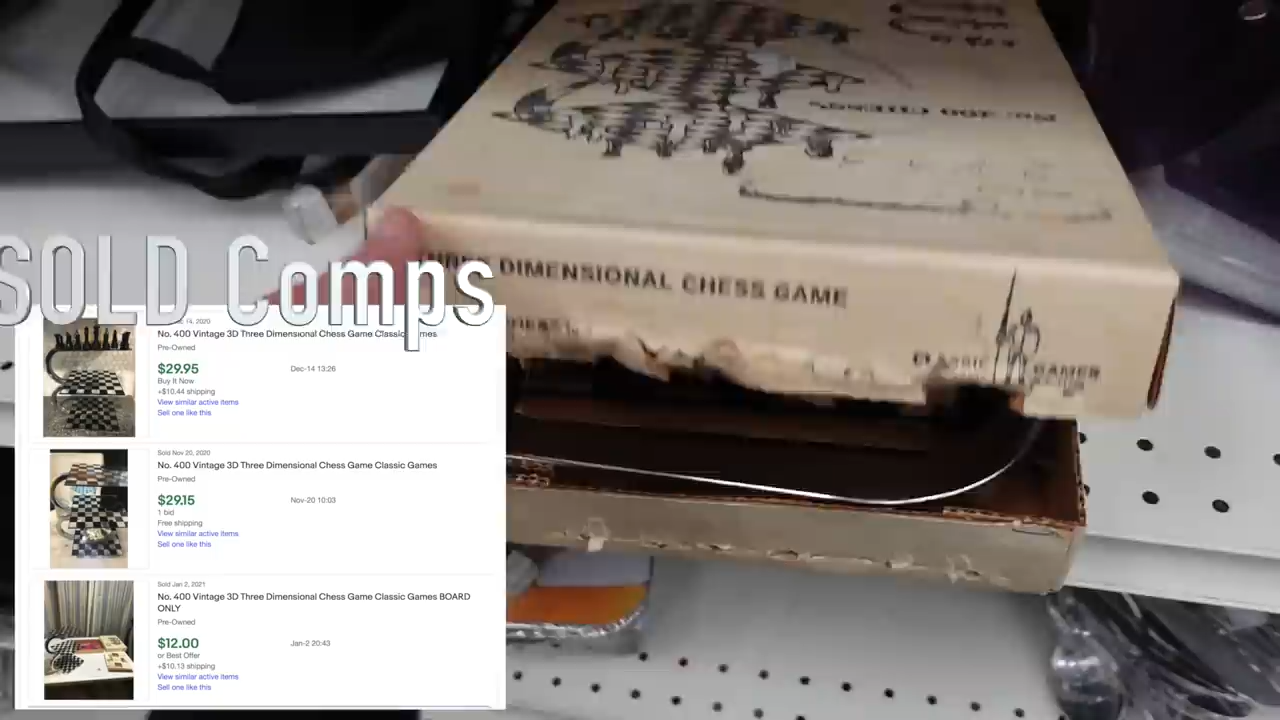 SOLD Comps
DIMENSIONAL CHESS GAME
CLASSIC GAMES
14, 2020
No. 400 Vintage 3D Three Dimensional Chess Game Classic
Pre-Owned
$29.95
Dec-14 13:26
Buy It Now
+$10.44 shipping
View similar active items
Sell one like this
Sold Nov 20, 2020
No. 400 Vintage 3D Three Dimensional Chess Game Classic Games
Pre-Owned
$29.15
Nov-20 10:03
1 bid
Free shipping
View similar active items
Sell one like this
Sold Jan 2, 2021
No. 400 Vintage 3D Three Dimensional Chess Game Classic Games BOARD
ONLY
Pre-Owned
$12.00
Jan-2 20:43
or Best Offer
+$10.13 shipping
View similar active items
Sell one like this